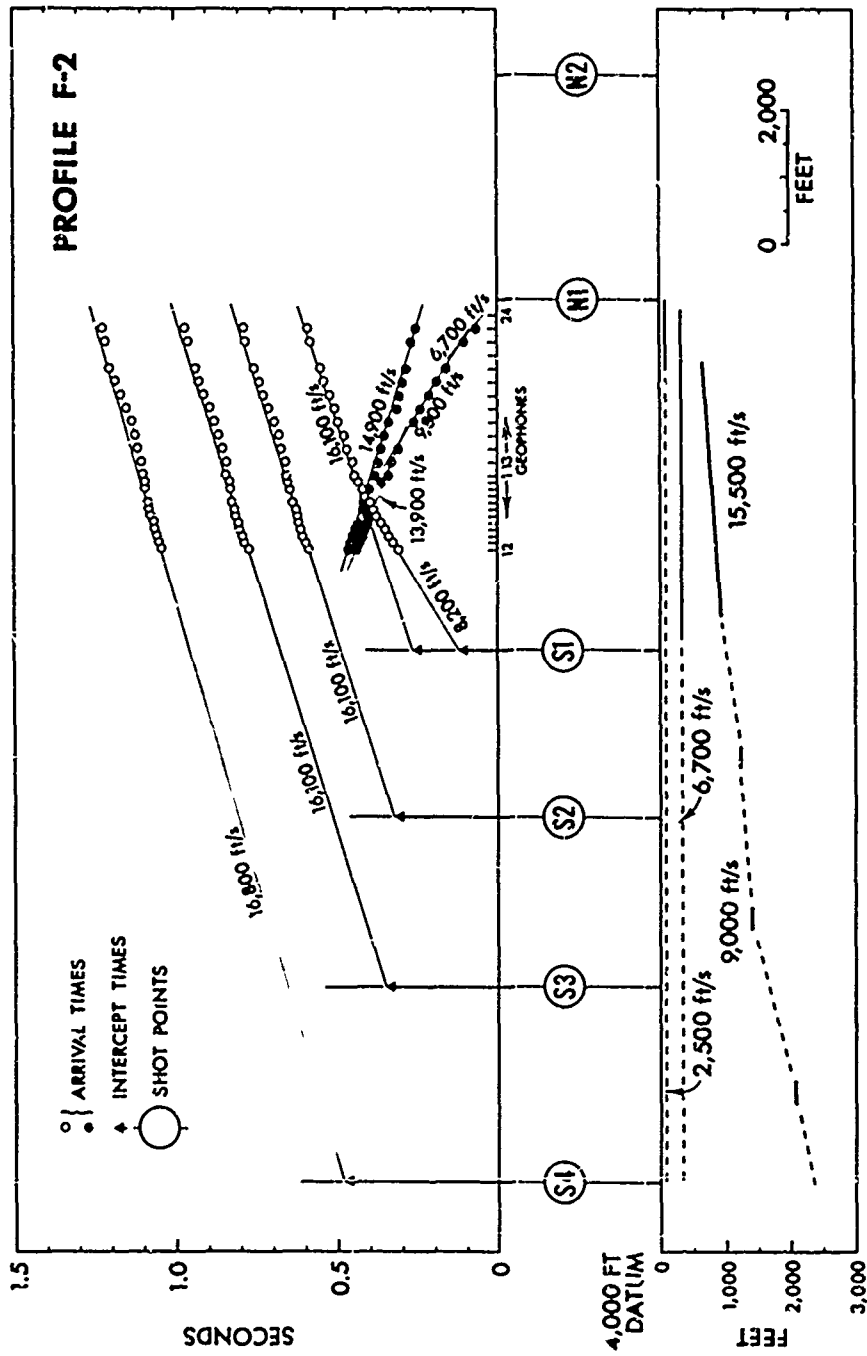 PROFILE F-2
ARRIVAL TIMES
INTERCEPT TIMES
SHOT POINTS
1.5
1.0
0.5
0
SECONDS
16,800 ft/s
16,100 ft/s
16,100 ft/s
16,100 ft/s
14,900 ft/s
6,700 ft/s
9,500 ft/s
13,900 ft/s
8,200 ft/s
12
1
13
24
GEOPHONES
S4
S3
S2
S1
N1
N2
4,000 FT
DATUM
0
1,000
2,000
3,000
FEET
2,500 ft/s
6,700 ft/s
9,000 ft/s
15,500 ft/s
0
2,000
FEET